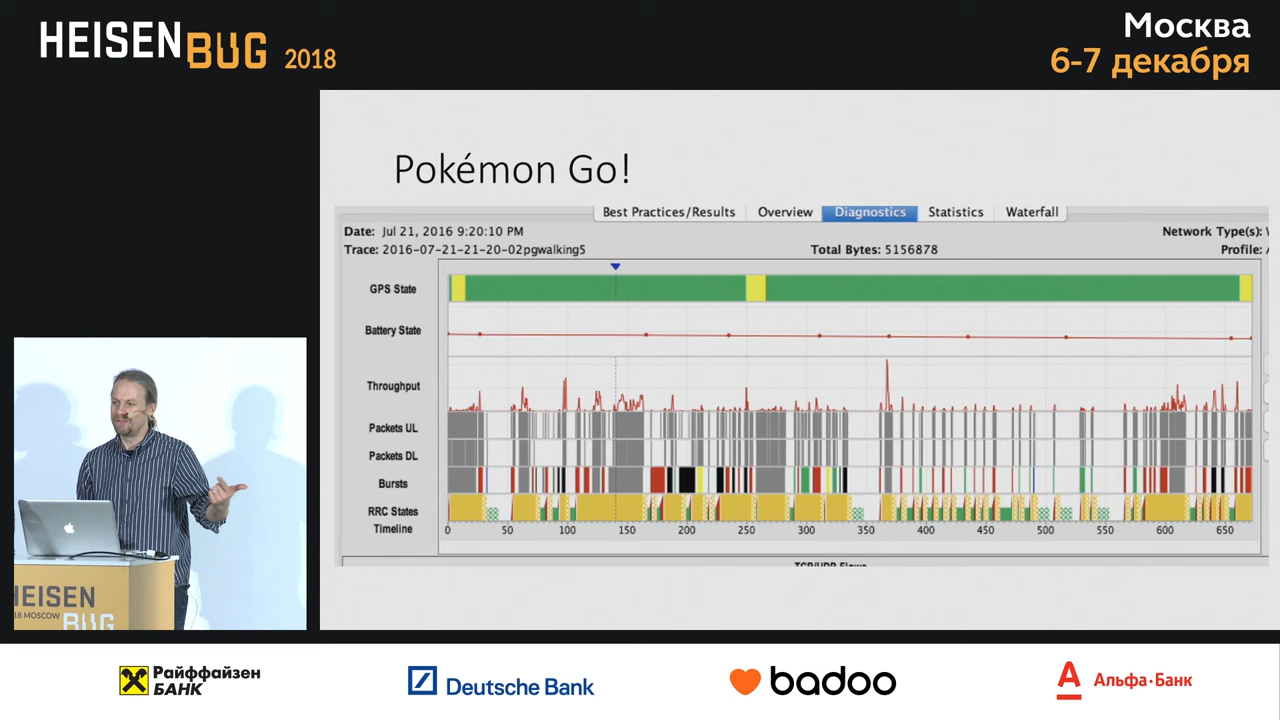 HEISENBUG 2018
Москва
6-7 декабря
Pokémon Go!
Best Practices/Results Overview Diagnostics Statistics Waterfall
Date: Jul 21, 2016 9:20:10 PM
Network Type(s):
Trace: 2016-07-21-21-20-02pgwalking5
Total Bytes: 5156878
Profile:
GPS State
Battery State
Throughput
Packets UL
Packets DL
Bursts
RRC States
Timeline
0 50 100 150 200 250 300 350 400 450 500 550 600 650
TCP/UDP Flows
HEISEN
18 MOSCOW
BUG
Райффайзен
БАНК
Deutsche Bank
badoo
Альфа·Банк